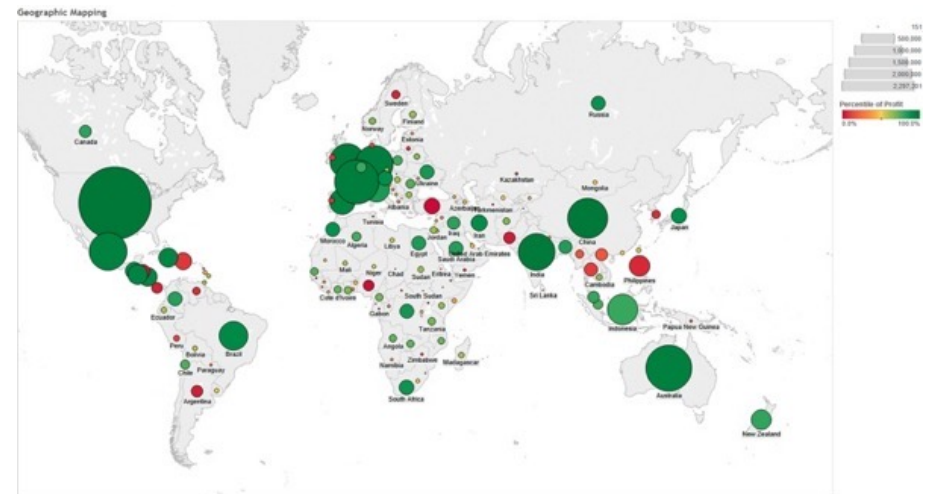 Geographic Mapping
151
500,000
1,000,000
1,500,000
2,000,000
2,297,201
Percentile of Profit
0.0%
100.0%
Sweden
Finland
Norway
Russia
Estonia
Canada
Ukraine
Kazakhstan
Mongolia
Albania
Azerbaijan
Turkmenistan
Tunisia
Japan
Morocco
Algeria
Libya
Jordan
Iraq
Iran
China
Egypt
United Arab Emirates
Saudi Arabia
India
Mali
Niger
Chad
Sudan
Eritrea
Yemen
Philippines
Cambodia
Cote d'Ivoire
South Sudan
Sri Lanka
Ecuador
Gabon
Indonesia
Papua New Guinea
Tanzania
Peru
Brazil
Bolivia
Angola
Zimbabwe
Madagascar
Chile
Paraguay
Namibia
Argentina
South Africa
Australia
New Zealand